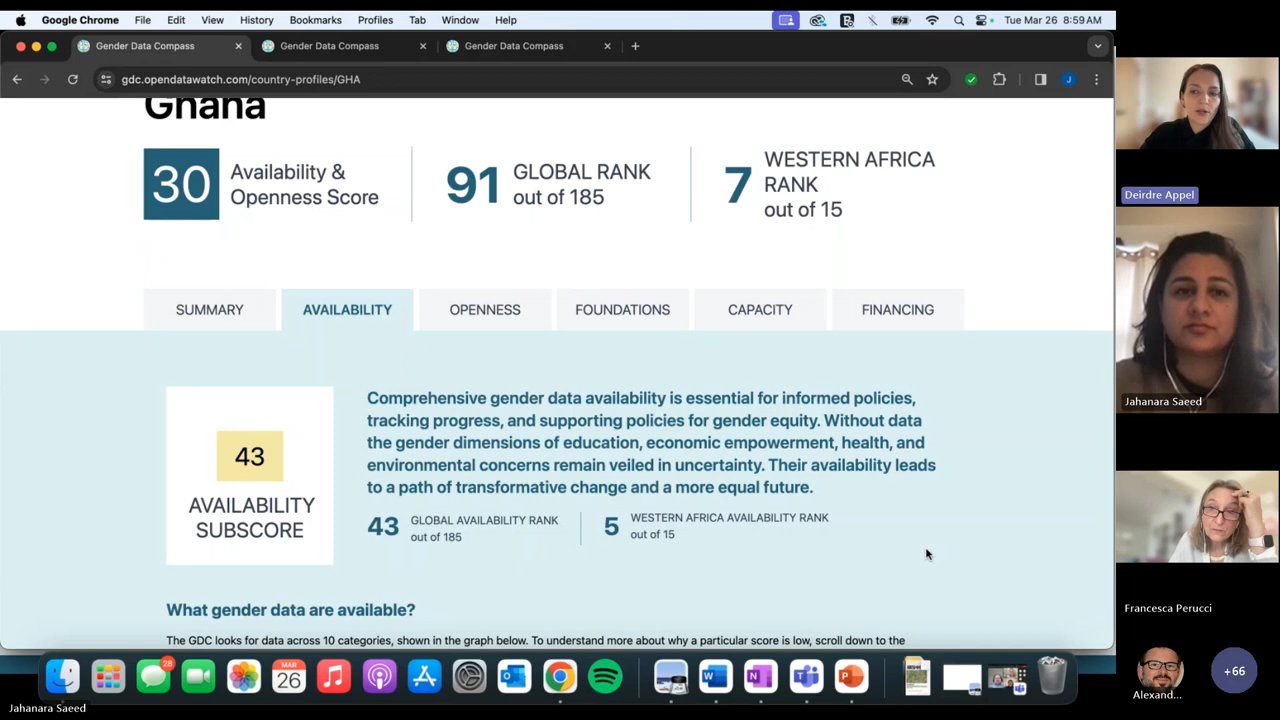 Google Chrome File Edit View History Bookmarks Profiles Tab Window Help Tue Mar 26 8:59 AM
Gender Data Compass
Gender Data Compass
Gender Data Compass
gdc.opendatawatch.com/country-profiles/GHA
J
Ghana
30
Availability &
Openness Score
91
GLOBAL RANK
out of 185
7
WESTERN AFRICA
RANK
out of 15
SUMMARY
AVAILABILITY
OPENNESS
FOUNDATIONS
CAPACITY
FINANCING
43
AVAILABILITY
SUBSCORE
Comprehensive gender data availability is essential for informed policies,
tracking progress, and supporting policies for gender equity. Without data
the gender dimensions of education, economic empowerment, health, and
environmental concerns remain veiled in uncertainty. Their availability leads
to a path of transformative change and a more equal future.
43
GLOBAL AVAILABILITY RANK
out of 185
5
WESTERN AFRICA AVAILABILITY RANK
out of 15
What gender data are available?
The GDC looks for data across 10 categories, shown in the graph below. To understand more about why a particular score is low, scroll down to the
28
MAR
26
Deirdre Appel
Jahanara Saeed
Francesca Perucci
Alexand...
+66
Jahanara Saeed